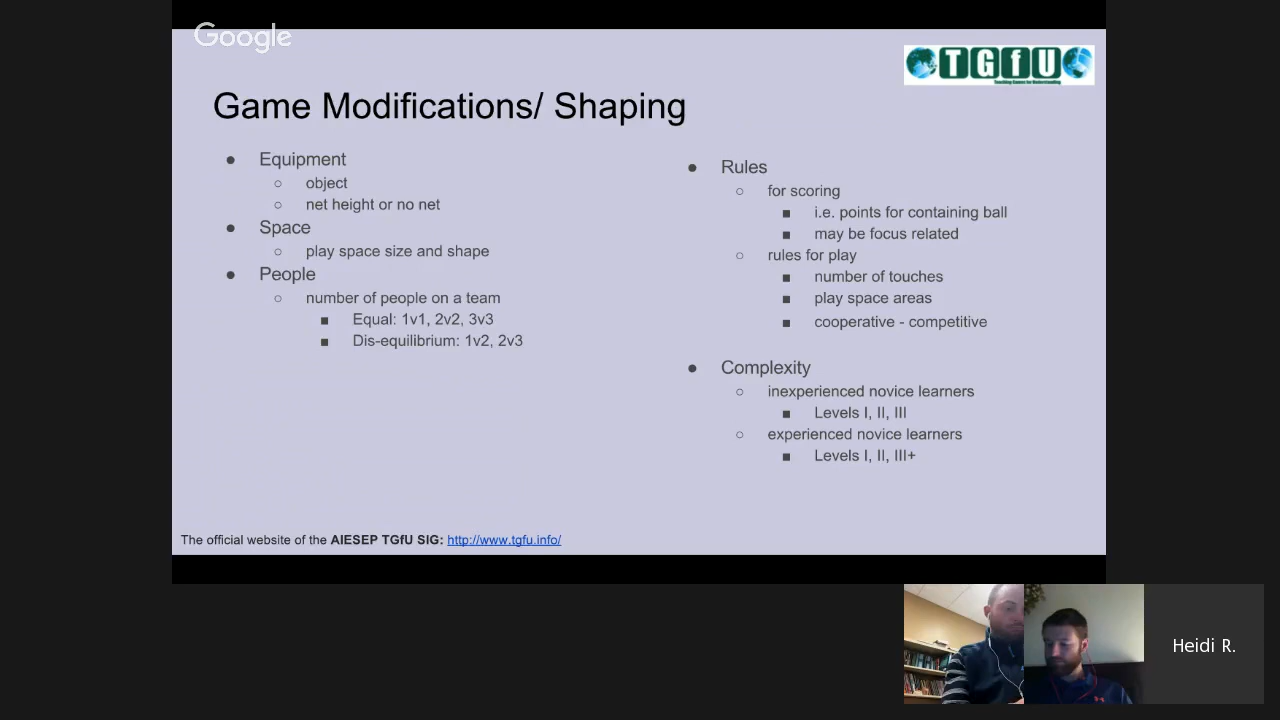 Google
TGfU
Teaching Games for Understanding
Game Modifications/ Shaping
● Equipment
○ object
○ net height or no net
● Space
○ play space size and shape
● People
○ number of people on a team
■ Equal: 1v1, 2v2, 3v3
■ Dis-equilibrium: 1v2, 2v3
● Rules
○ for scoring
■ i.e. points for containing ball
■ may be focus related
○ rules for play
■ number of touches
■ play space areas
■ cooperative - competitive
● Complexity
○ inexperienced novice learners
■ Levels I, II, III
○ experienced novice learners
■ Levels I, II, III+
The official website of the AIESEP TGfU SIG: http://www.tgfu.info/
Heidi R.